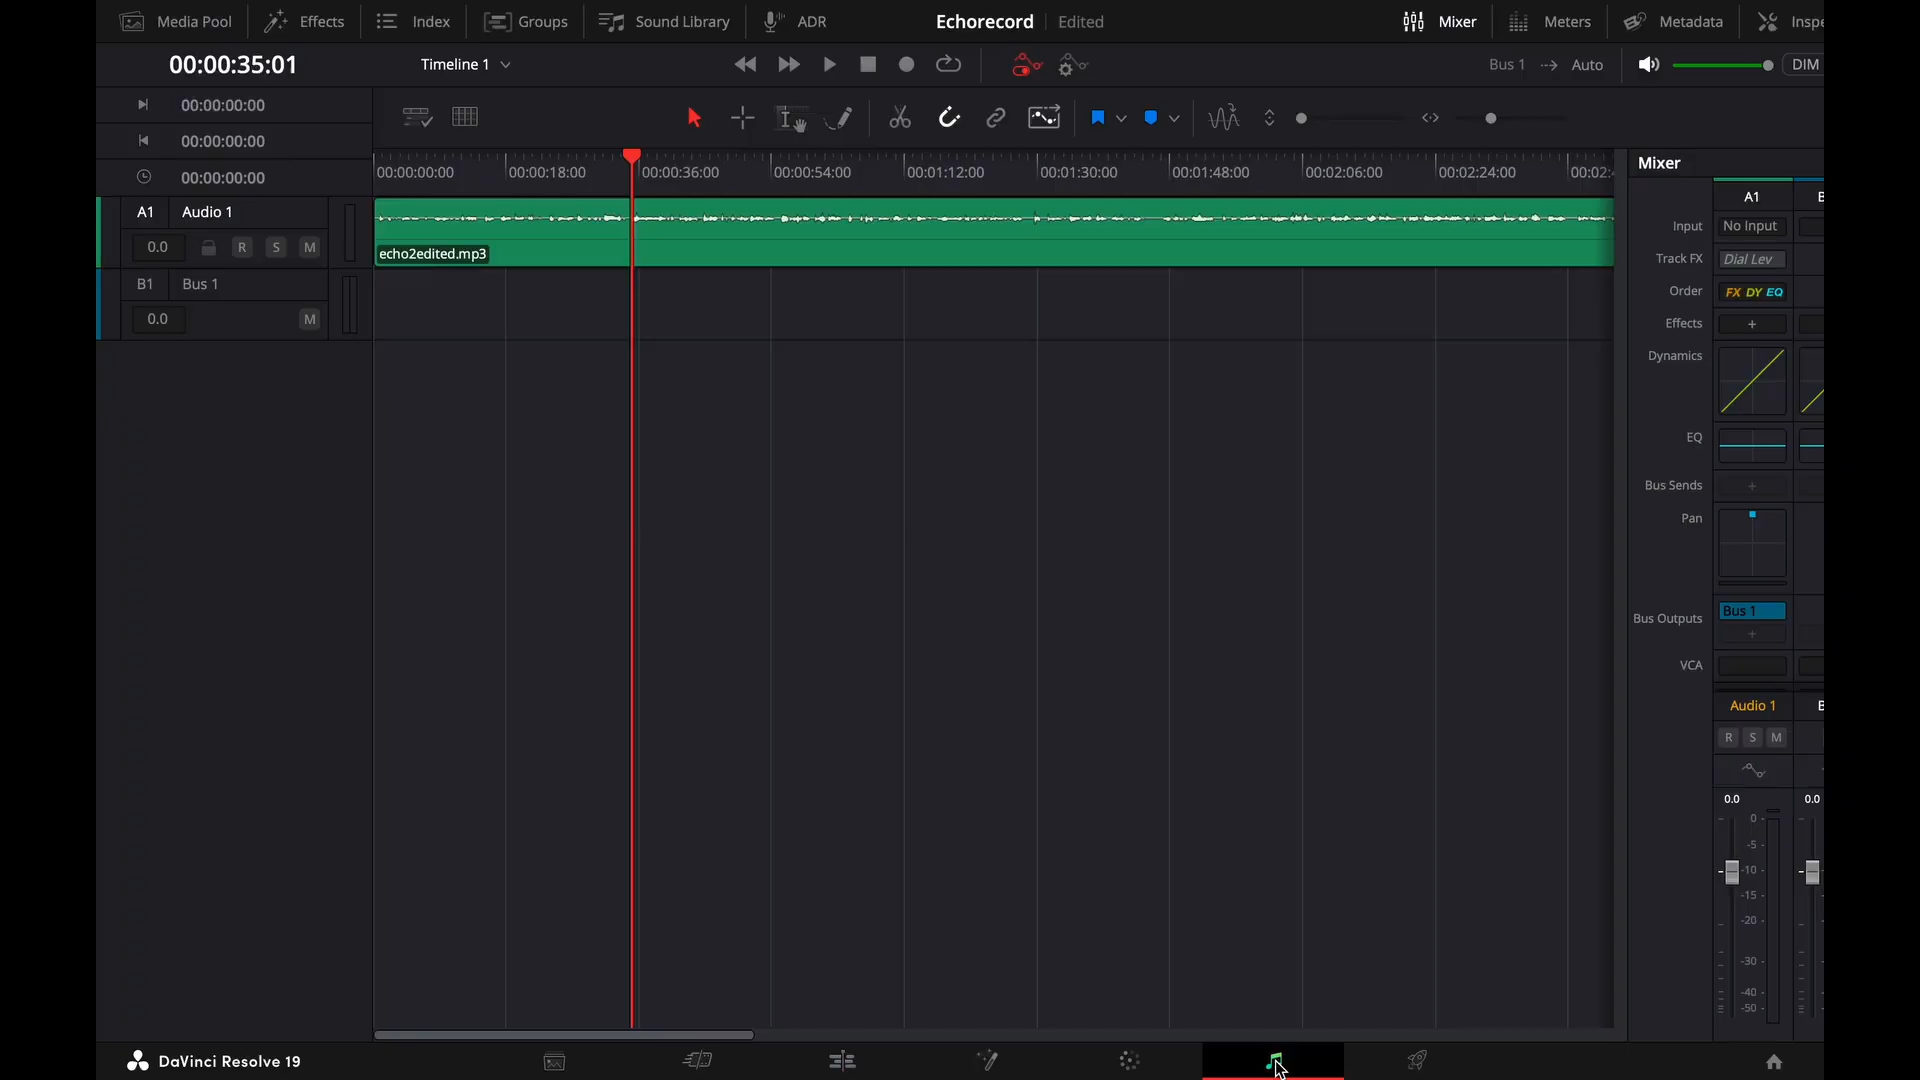 Media Pool Effects Index Groups Sound Library ADR Echorecord Edited Mixer Meters Metadata Inspe
00:00:35:01 Timeline 1 Bus 1 Auto DIM
00:00:00:00
00:00:00:00
00:00:00:00
00:00:00:00 00:00:18:00 00:00:36:00 00:00:54:00 00:01:12:00 00:01:30:00 00:01:48:00 00:02:06:00 00:02:24:00 00:02:4
A1 Audio 1
0.0 R S M
echo2edited.mp3
B1 Bus 1
0.0 M
Mixer
A1 B
Input No Input
Track FX Dial Lev
Order FX DY EQ
Effects +
Dynamics
EQ
Bus Sends +
Pan
Bus Outputs Bus 1
+
VCA
Audio 1 B
R S M
0.0 0.0
0
-5
-10
-15
-20
-30
-40
-50
DaVinci Resolve 19